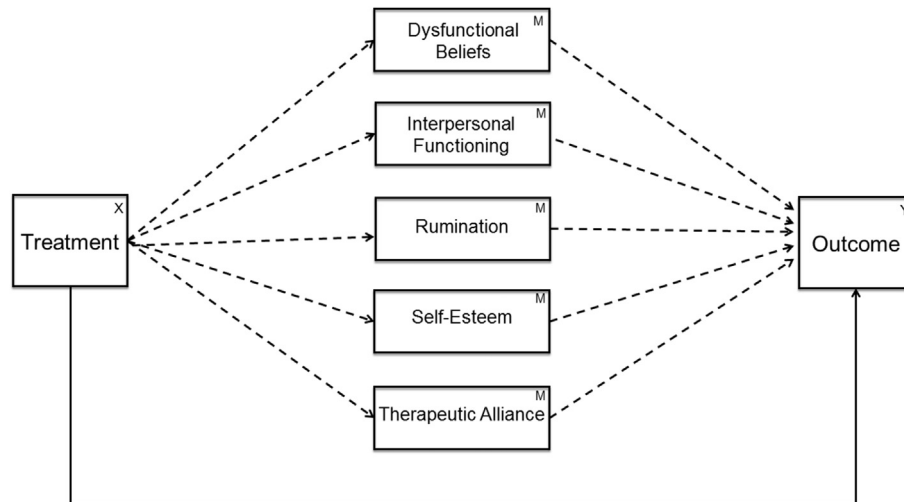 M
Dysfunctional
Beliefs
M
Interpersonal
Functioning
X
Treatment
M
Rumination
Y
Outcome
M
Self-Esteem
M
Therapeutic Alliance